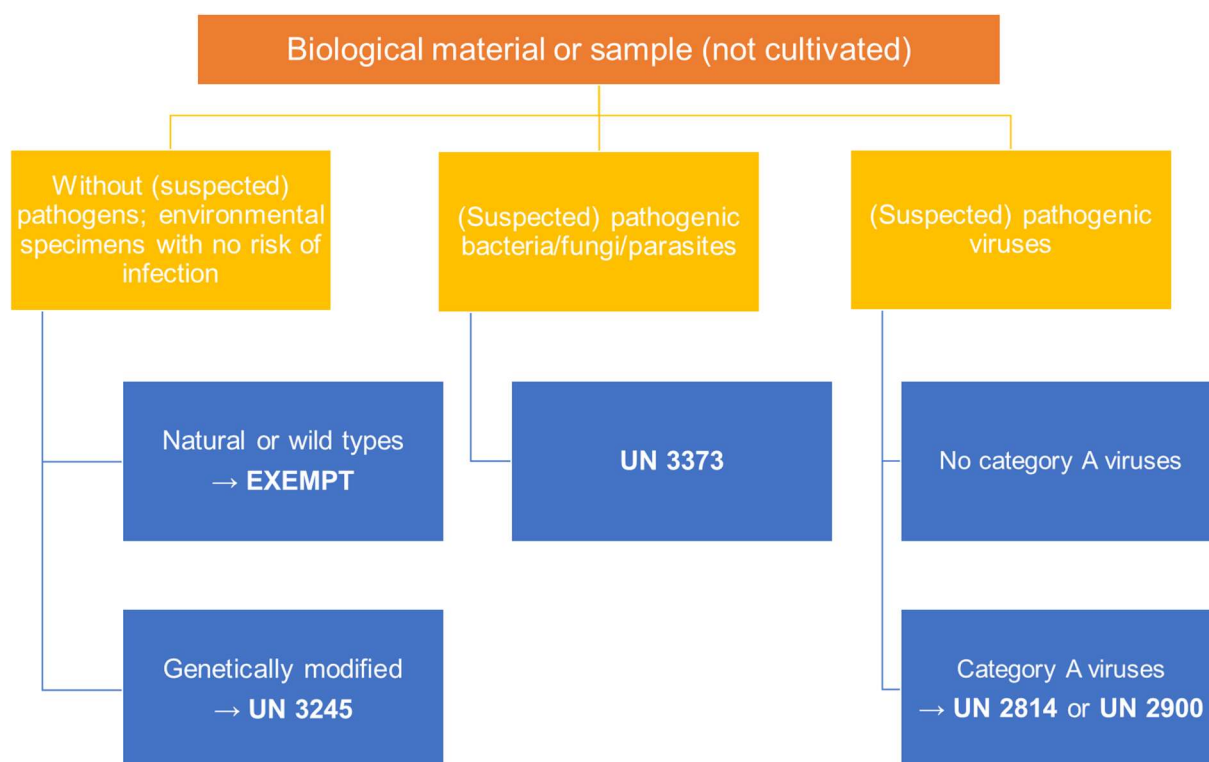 Biological material or sample (not cultivated)
Without (suspected)
pathogens; environmental
specimens with no risk of
infection
(Suspected) pathogenic
bacteria/fungi/parasites
(Suspected) pathogenic
viruses
Natural or wild types
→ EXEMPT
UN 3373
No category A viruses
Genetically modified
→ UN 3245
Category A viruses
→ UN 2814 or UN 2900